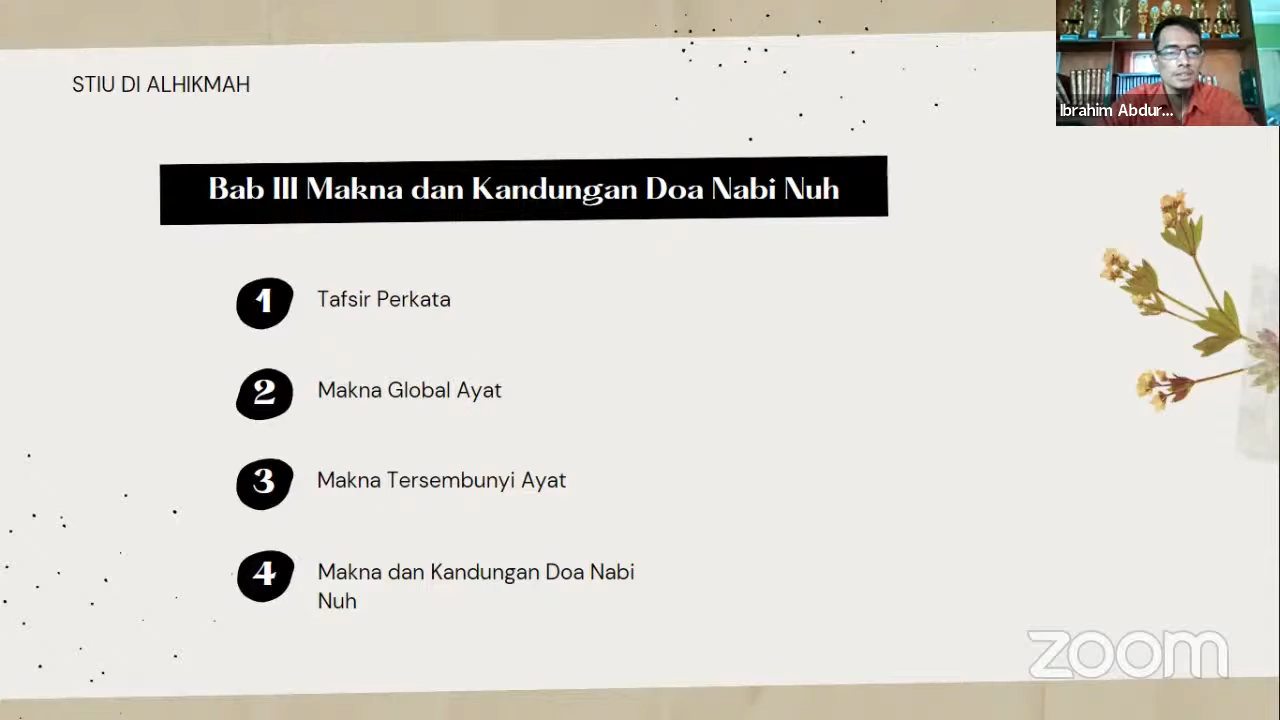 STIU DI ALHIKMAH
Ibrahim Abdur...
Bab III Makna dan Kandungan Doa Nabi Nuh
1 Tafsir Perkata
2 Makna Global Ayat
3 Makna Tersembunyi Ayat
4 Makna dan Kandungan Doa Nabi
Nuh
zoom